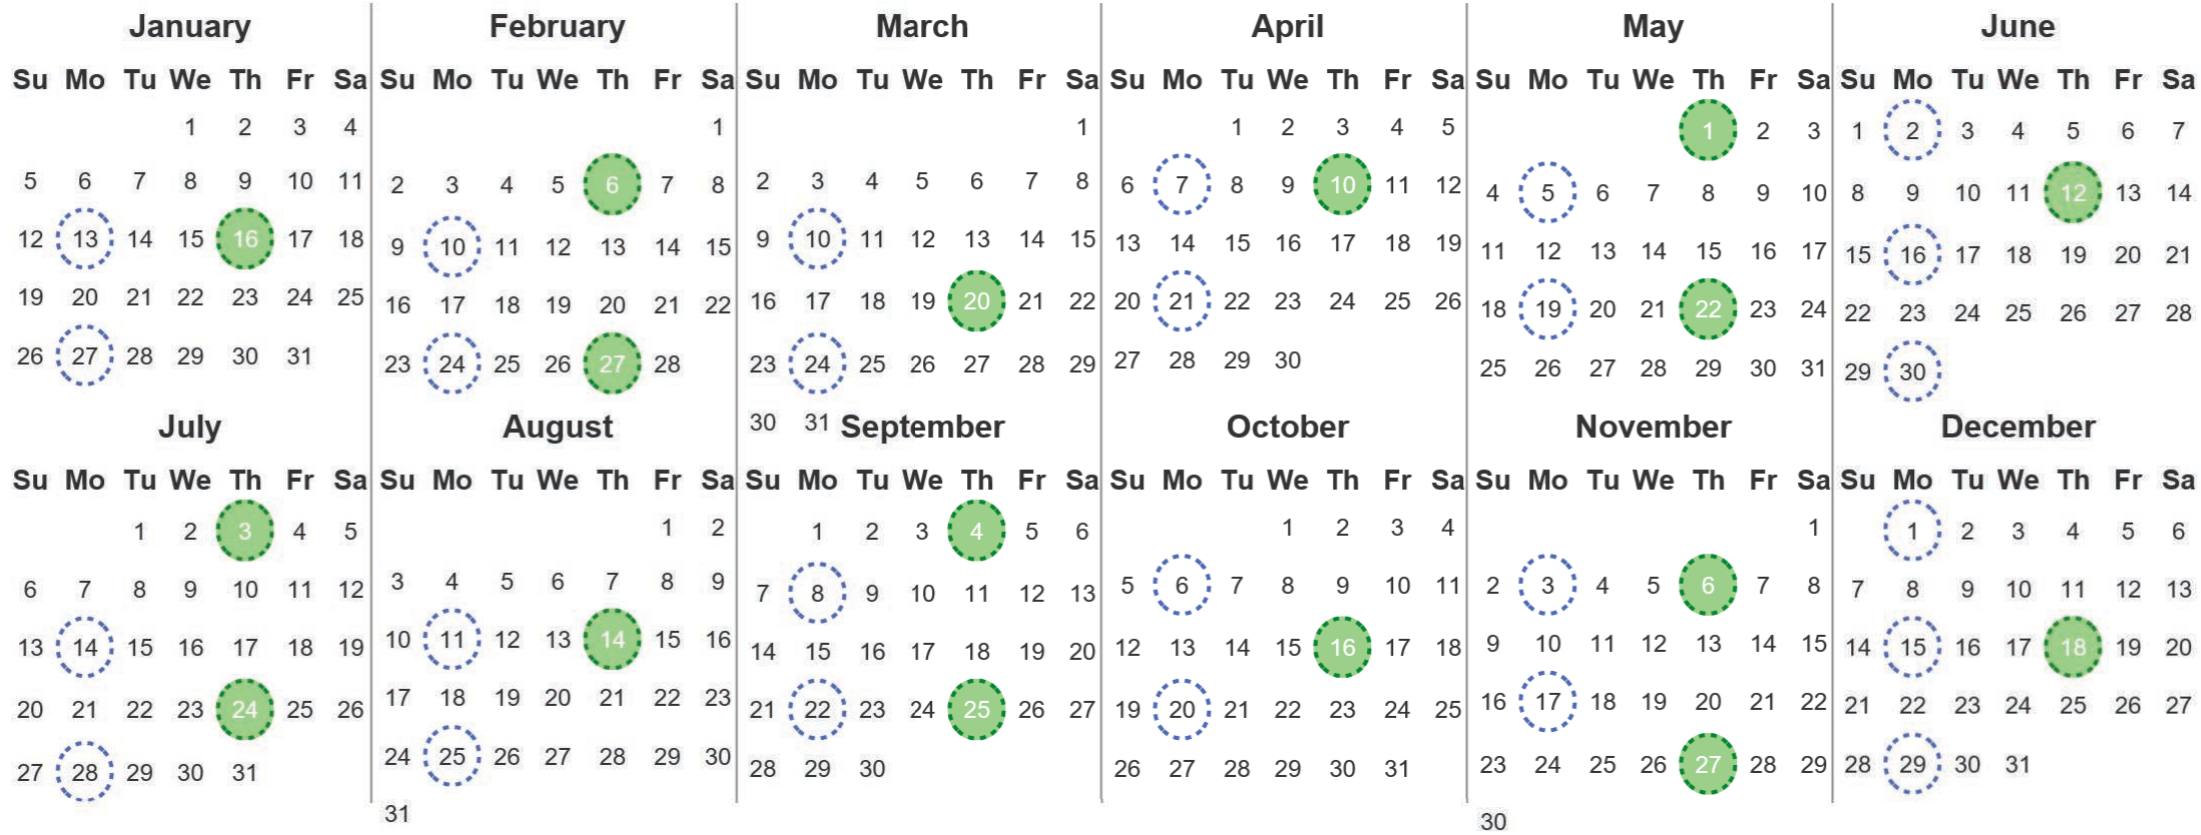 January
Su Mo Tu We Th Fr Sa
1 2 3 4
5 6 7 8 9 10 11
12 13 14 15 16 17 18
19 20 21 22 23 24 25
26 27 28 29 30 31
February
Su Mo Tu We Th Fr Sa
1
2 3 4 5 6 7 8
9 10 11 12 13 14 15
16 17 18 19 20 21 22
23 24 25 26 27 28
March
Su Mo Tu We Th Fr Sa
1
2 3 4 5 6 7 8
9 10 11 12 13 14 15
16 17 18 19 20 21 22
23 24 25 26 27 28 29
30 31
April
Su Mo Tu We Th Fr Sa
1 2 3 4 5
6 7 8 9 10 11 12
13 14 15 16 17 18 19
20 21 22 23 24 25 26
27 28 29 30
May
Su Mo Tu We Th Fr Sa
1 2 3
4 5 6 7 8 9 10
11 12 13 14 15 16 17
18 19 20 21 22 23 24
25 26 27 28 29 30 31
June
Su Mo Tu We Th Fr Sa
1 2 3 4 5 6 7
8 9 10 11 12 13 14
15 16 17 18 19 20 21
22 23 24 25 26 27 28
29 30
July
Su Mo Tu We Th Fr Sa
1 2 3 4 5
6 7 8 9 10 11 12
13 14 15 16 17 18 19
20 21 22 23 24 25 26
27 28 29 30 31
August
Su Mo Tu We Th Fr Sa
1 2
3 4 5 6 7 8 9
10 11 12 13 14 15 16
17 18 19 20 21 22 23
24 25 26 27 28 29 30
31
September
Su Mo Tu We Th Fr Sa
1 2 3 4 5 6
7 8 9 10 11 12 13
14 15 16 17 18 19 20
21 22 23 24 25 26 27
28 29 30
October
Su Mo Tu We Th Fr Sa
1 2 3 4
5 6 7 8 9 10 11
12 13 14 15 16 17 18
19 20 21 22 23 24 25
26 27 28 29 30 31
November
Su Mo Tu We Th Fr Sa
1
2 3 4 5 6 7 8
9 10 11 12 13 14 15
16 17 18 19 20 21 22
23 24 25 26 27 28 29
30
December
Su Mo Tu We Th Fr Sa
1 2 3 4 5 6
7 8 9 10 11 12 13
14 15 16 17 18 19 20
21 22 23 24 25 26 27
28 29 30 31